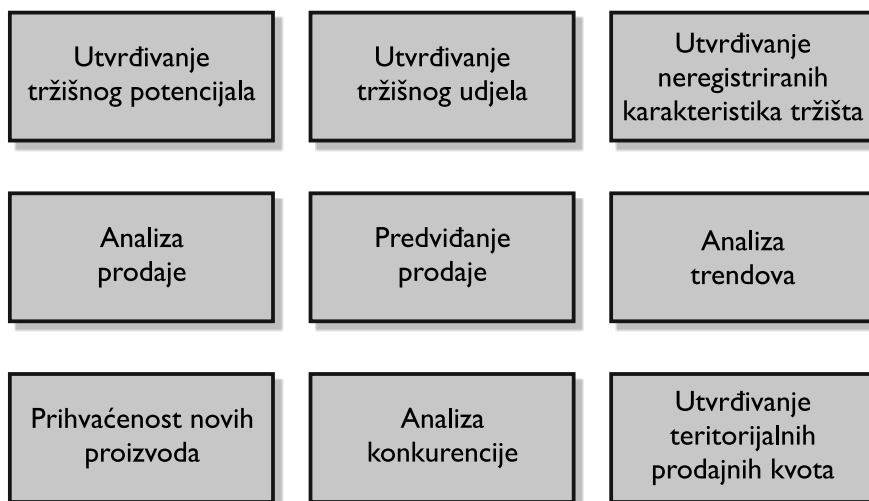 Utvrđivanje
tržišnog potencijala
Utvrđivanje
tržišnog udjela
Utvrđivanje
neregistriranih
karakteristika tržišta
Analiza
prodaje
Predviđanje
prodaje
Analiza
trendova
Prihvaćenost novih
proizvoda
Analiza
konkurencije
Utvrđivanje
teritorijalnih
prodajnih kvota